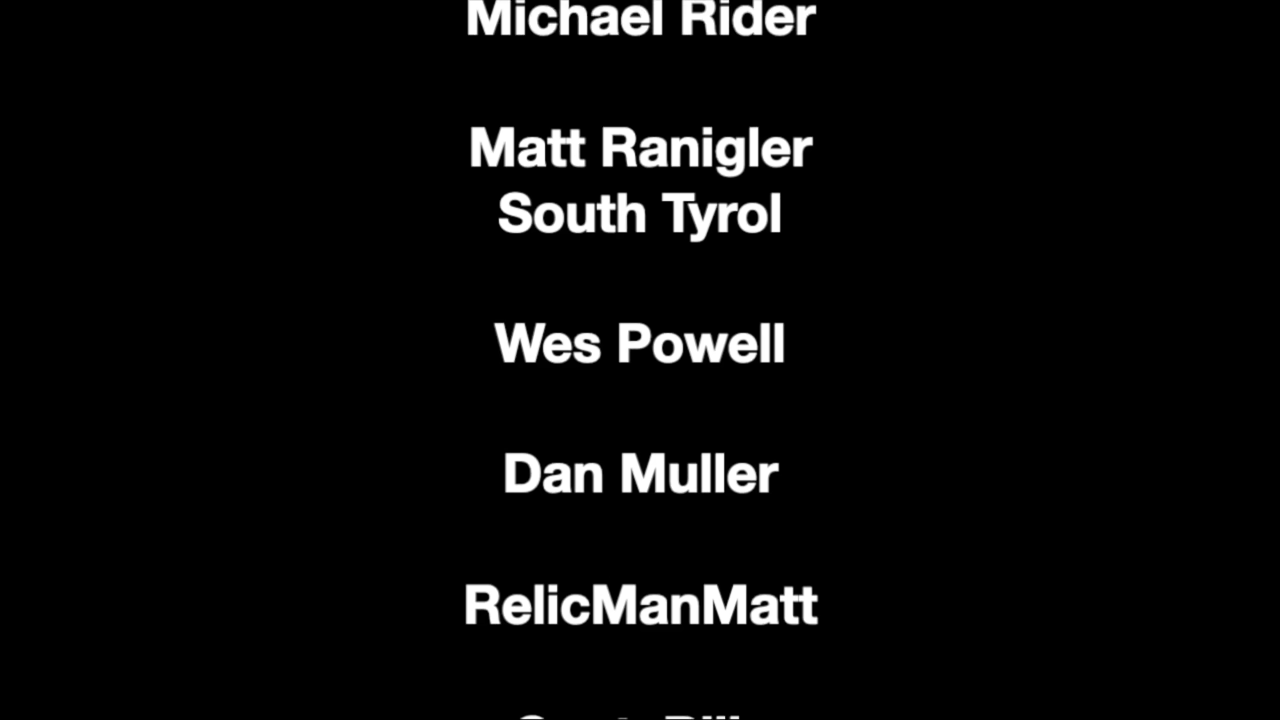 Michael Rider
Matt Ranigler
South Tyrol
Wes Powell
Dan Muller
RelicManMatt